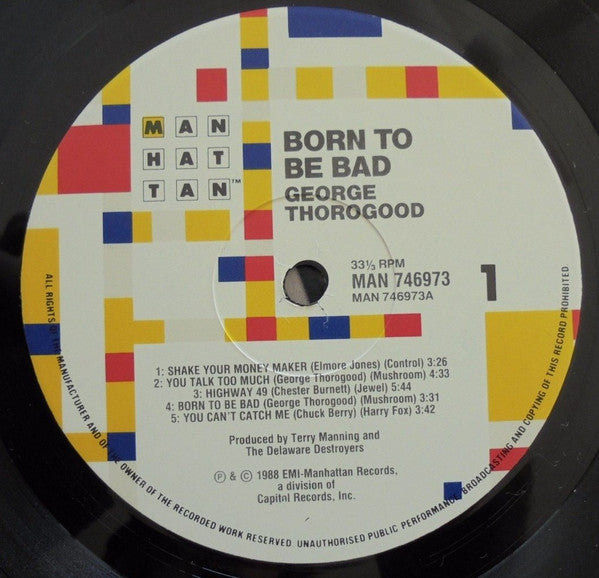 MAN
HAT
TAN™
BORN TO
BE BAD
GEORGE
THOROGOOD
33⅓ RPM
MAN 746973
MAN 746973A
1
1: SHAKE YOUR MONEY MAKER (Elmore Jones) (Control) 3:26
2: YOU TALK TOO MUCH (George Thorogood) (Mushroom) 4:33
3: HIGHWAY 49 (Chester Burnett) (Jewel) 5:44
4: BORN TO BE BAD (George Thorogood) (Mushroom) 3:31
5: YOU CAN'T CATCH ME (Chuck Berry) (Harry Fox) 3:42
Produced by Terry Manning and
The Delaware Destroyers
Ⓟ & © 1988 EMI-Manhattan Records,
a division of
Capitol Records, Inc.
ALL RIGHTS OF THE MANUFACTURER AND OF THE OWNER OF THE RECORDED WORK RESERVED. UNAUTHORISED PUBLIC PERFORMANCE, BROADCASTING AND COPYING OF THIS RECORD PROHIBITED